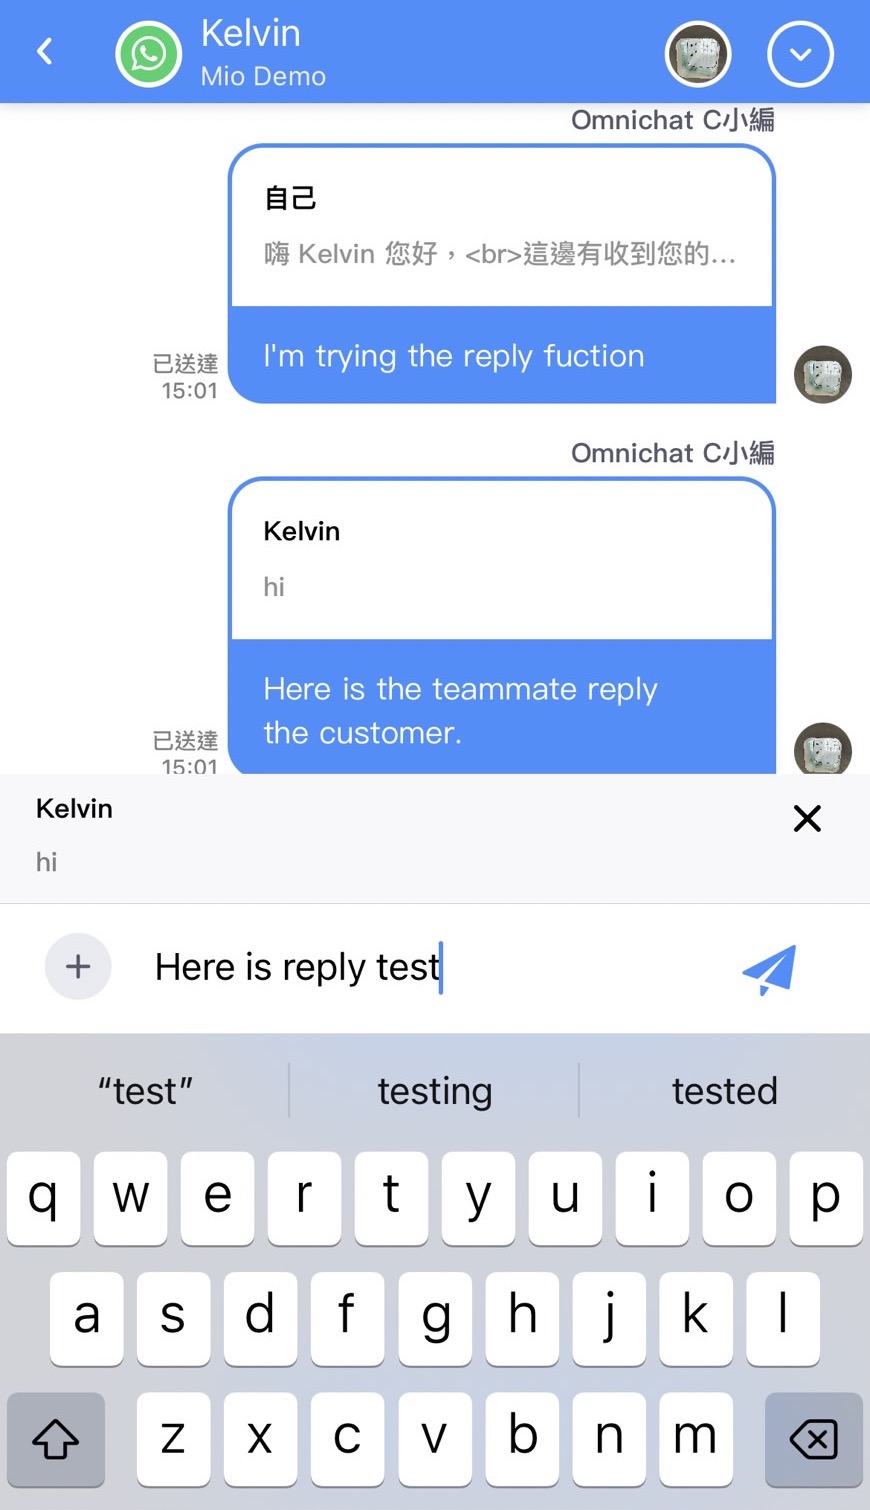 Kelvin
Mio Demo
Omnichat C小編
自己
嗨 Kelvin 您好，<br>這邊有收到您的...
I'm trying the reply fuction
已送達
15:01
Omnichat C小編
Kelvin
hi
Here is the teammate reply
the customer.
已送達
15:01
Kelvin
hi
Here is reply test
“test” testing tested
q w e r t y u i o p
a s d f g h j k l
z x c v b n m